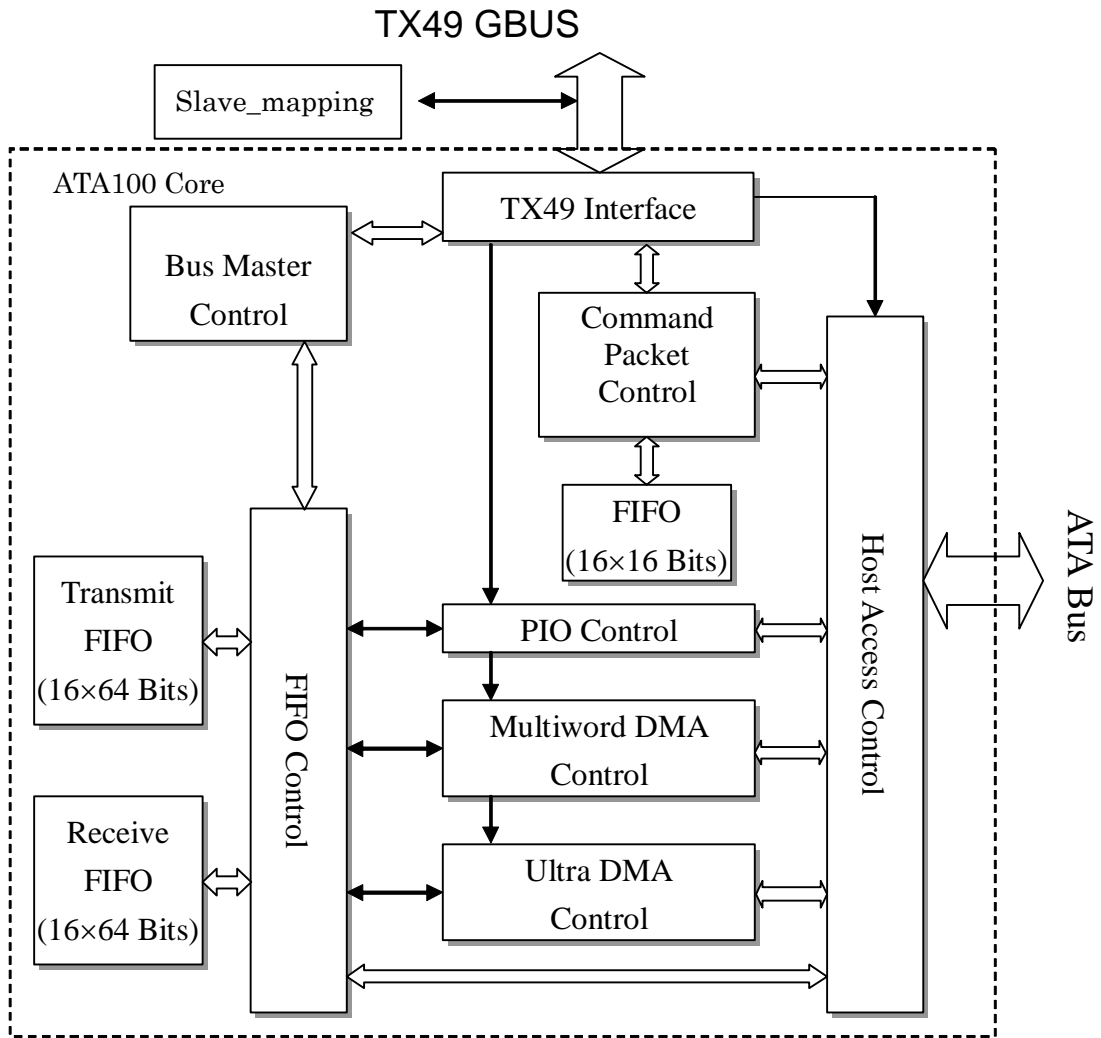 TX49 GBUS
Slave_mapping
ATA100 Core
TX49 Interface
Bus Master
Control
Command
Packet
Control
FIFO
(16×16 Bits)
Transmit
FIFO
(16×64 Bits)
FIFO Control
PIO Control
Host Access Control
ATA Bus
Multiword DMA
Control
Receive
FIFO
(16×64 Bits)
Ultra DMA
Control